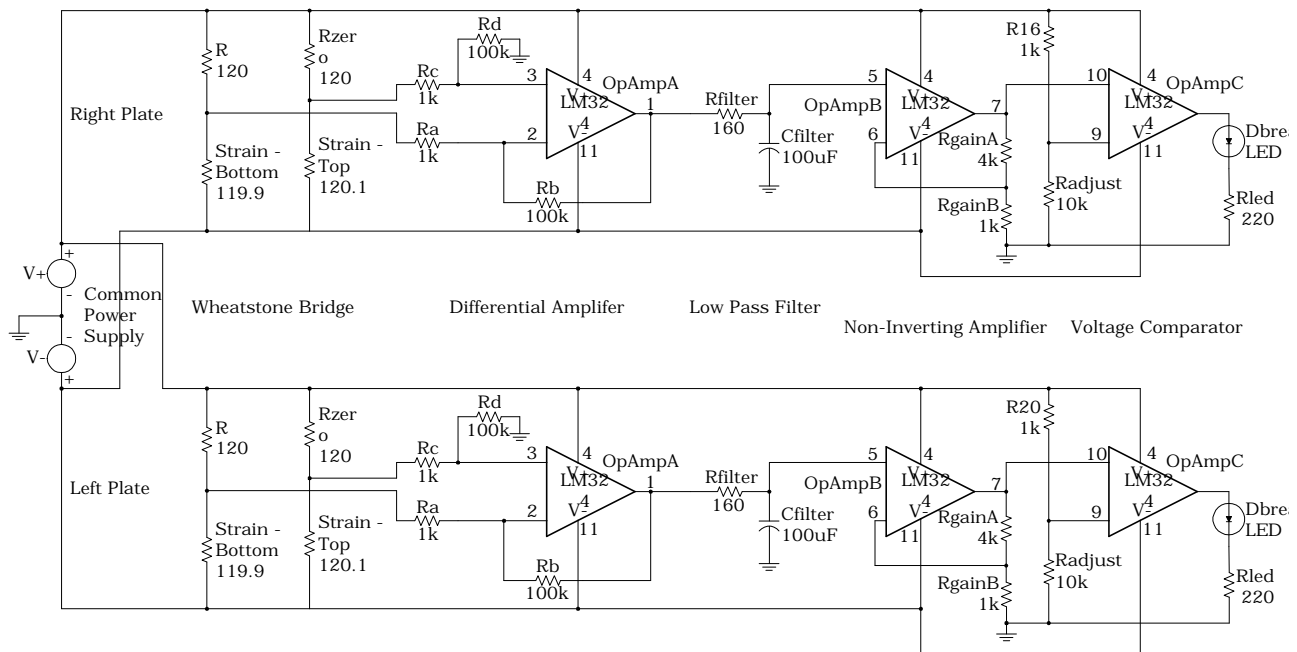 R
120
Rzer
o
120
Rd
100k
Rc
1k
3
4
V+
LM32
4
V-
11
OpAmpA
1
Right Plate
Ra
1k
2
Rb
100k
Strain -
Bottom
119.9
Strain -
Top
120.1
Rfilter
160
Cfilter
100uF
5
4
OpAmpB
V+
LM32
4
V-
6
11
7
RgainA
4k
RgainB
1k
R16
1k
10
9
Radjust
10k
4
OpAmpC
V+
LM32
4
V-
11
Dbrea
LED
Rled
220
V+
+
-
Common
Power
Supply
V-
-
+
Wheatstone Bridge
Differential Amplifer
Low Pass Filter
Non-Inverting Amplifier
Voltage Comparator
R
120
Rzer
o
120
Rd
100k
Rc
1k
3
4
V+
LM32
4
V-
11
OpAmpA
1
Left Plate
Ra
1k
2
Rb
100k
Strain -
Bottom
119.9
Strain -
Top
120.1
Rfilter
160
Cfilter
100uF
5
4
OpAmpB
V+
LM32
4
V-
6
11
7
RgainA
4k
RgainB
1k
R20
1k
10
9
Radjust
10k
4
OpAmpC
V+
LM32
4
V-
11
Dbrea
LED
Rled
220